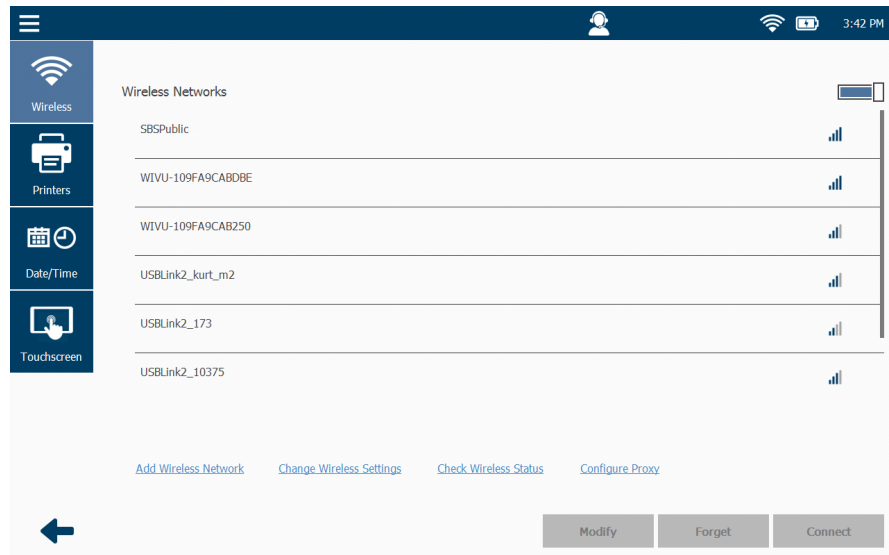 3:42 PM
Wireless
Printers
Date/Time
Touchscreen
Wireless Networks
SBSPublic
WIVU-109FA9CABDBE
WIVU-109FA9CAB250
USBLink2_kurt_m2
USBLink2_173
USBLink2_10375
Add Wireless Network Change Wireless Settings Check Wireless Status Configure Proxy
Modify Forget Connect